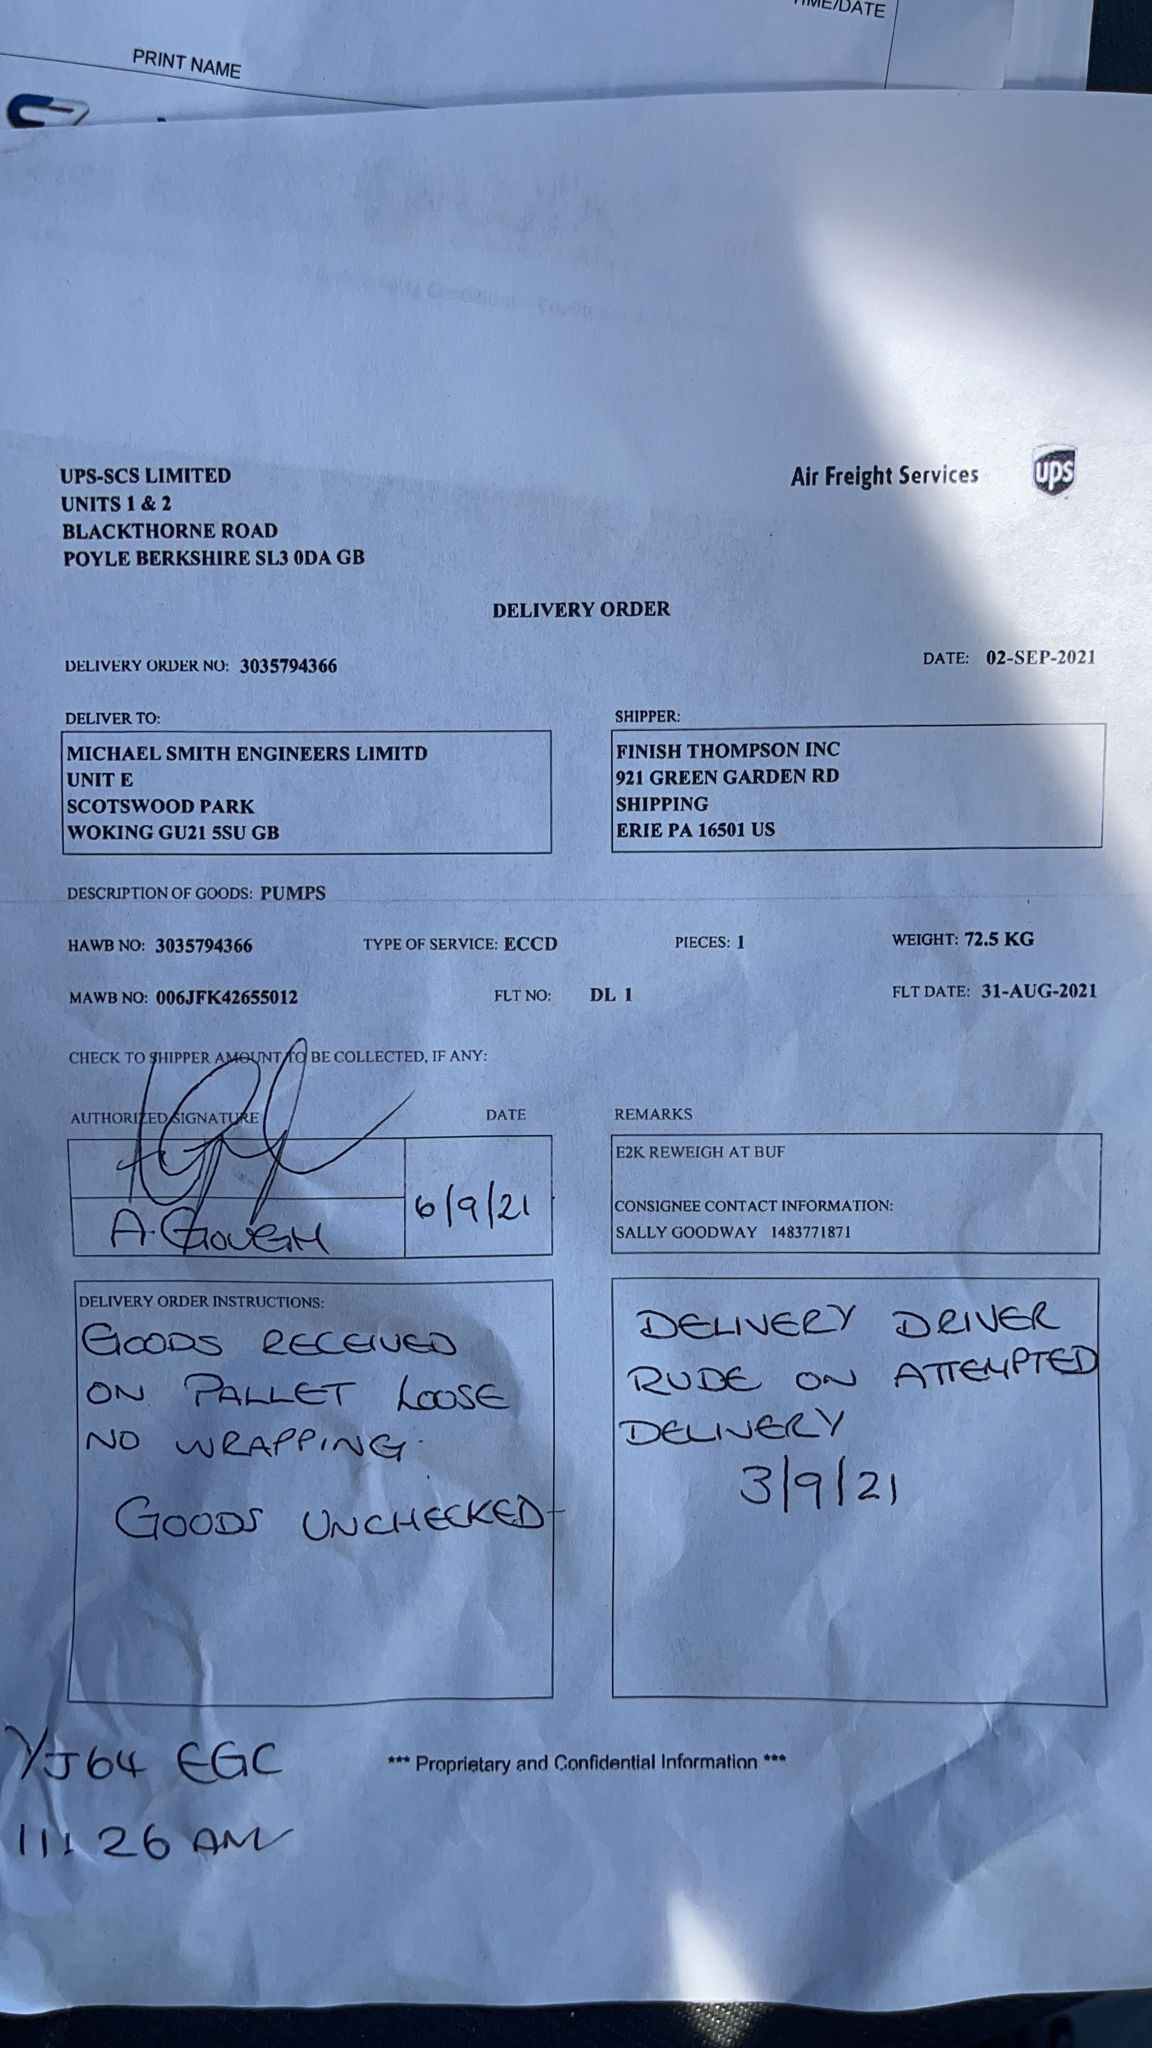 TIME/DATE
PRINT NAME
UPS-SCS LIMITED
UNITS 1 & 2
BLACKTHORNE ROAD
POYLE BERKSHIRE SL3 0DA GB
Air Freight Services
ups
DELIVERY ORDER
DELIVERY ORDER NO: 3035794366
DATE: 02-SEP-2021
DELIVER TO:
MICHAEL SMITH ENGINEERS LIMITD
UNIT E
SCOTSWOOD PARK
WOKING GU21 5SU GB
SHIPPER:
FINISH THOMPSON INC
921 GREEN GARDEN RD
SHIPPING
ERIE PA 16501 US
DESCRIPTION OF GOODS: PUMPS
HAWB NO: 3035794366 TYPE OF SERVICE: ECCD PIECES: 1 WEIGHT: 72.5 KG
MAWB NO: 006JFK42655012 FLT NO: DL 1 FLT DATE: 31-AUG-2021
CHECK TO SHIPPER AMOUNT TO BE COLLECTED, IF ANY:
AUTHORIZED SIGNATURE DATE
A. GOUGH
6/9/21
REMARKS
E2K REWEIGH AT BUF
CONSIGNEE CONTACT INFORMATION:
SALLY GOODWAY 1483771871
DELIVERY ORDER INSTRUCTIONS:
GOODS RECEIVED
ON PALLET LOOSE
NO WRAPPING.
GOODS UNCHECKED
DELIVERY DRIVER
RUDE ON ATTEMPTED
DELIVERY
3/9/21
YJ64 EGC
11:26 AM
*** Proprietary and Confidential Information ***